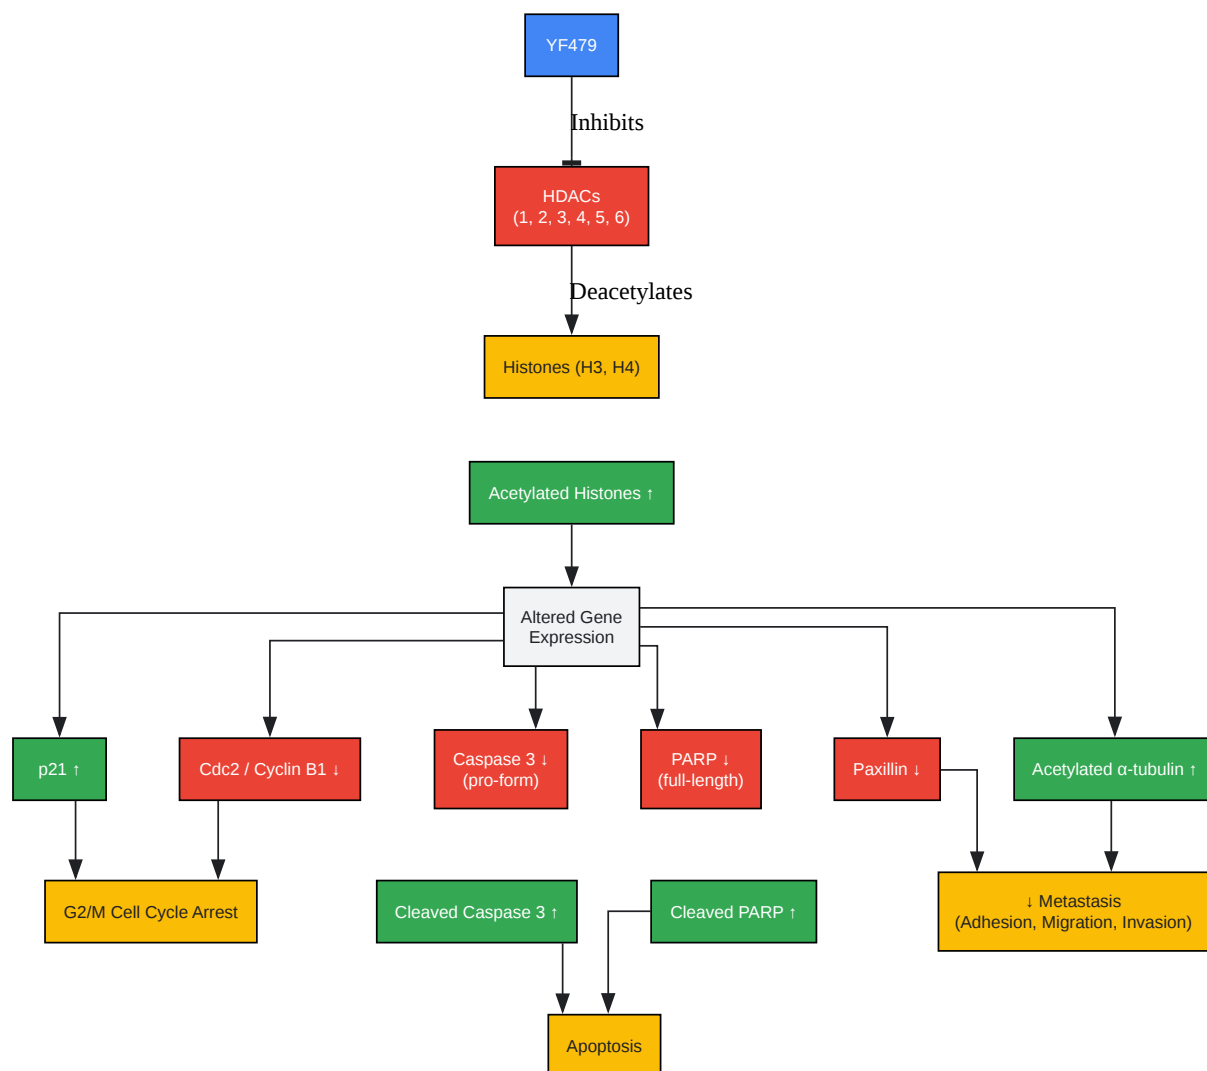 YF479
Inhibits
HDACs
(1, 2, 3, 4, 5, 6)
Deacetylates
Histones (H3, H4)
Acetylated Histones ↑
Altered Gene
Expression
p21 ↑
Cdc2 / Cyclin B1 ↓
Caspase 3 ↓
(pro-form)
PARP ↓
(full-length)
Paxillin ↓
Acetylated α-tubulin ↑
G2/M Cell Cycle Arrest
Cleaved Caspase 3 ↑
Cleaved PARP ↑
↓ Metastasis
(Adhesion, Migration, Invasion)
Apoptosis